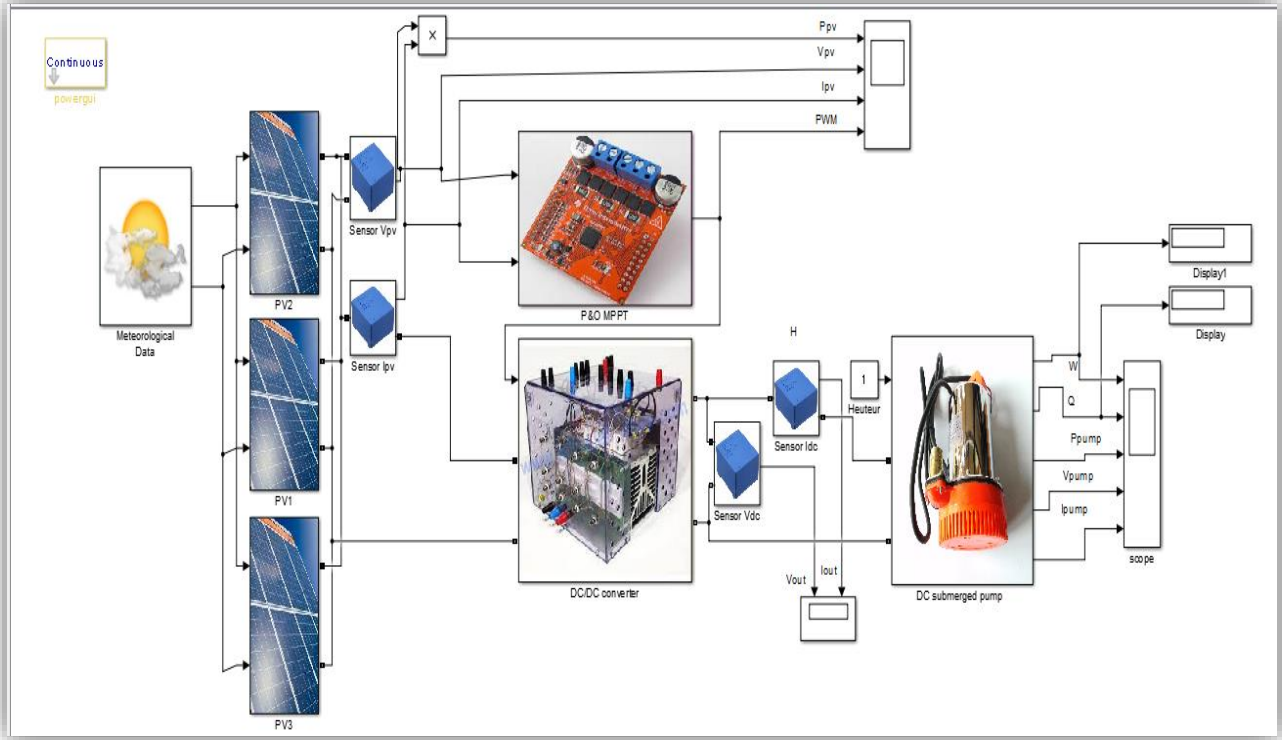 Continuous
powergui
Ppv
Vpv
Ipv
PWM
×
Meteorological
Data
PV2
PV1
PV3
Sensor Vpv
Sensor Ipv
P&O MPPT
DC/DC converter
H
1
Heuteur
Sensor Idc
Sensor Vdc
Vout
Iout
DC submerged pump
W
Q
Ppump
Vpump
Ipump
Display1
Display
scope